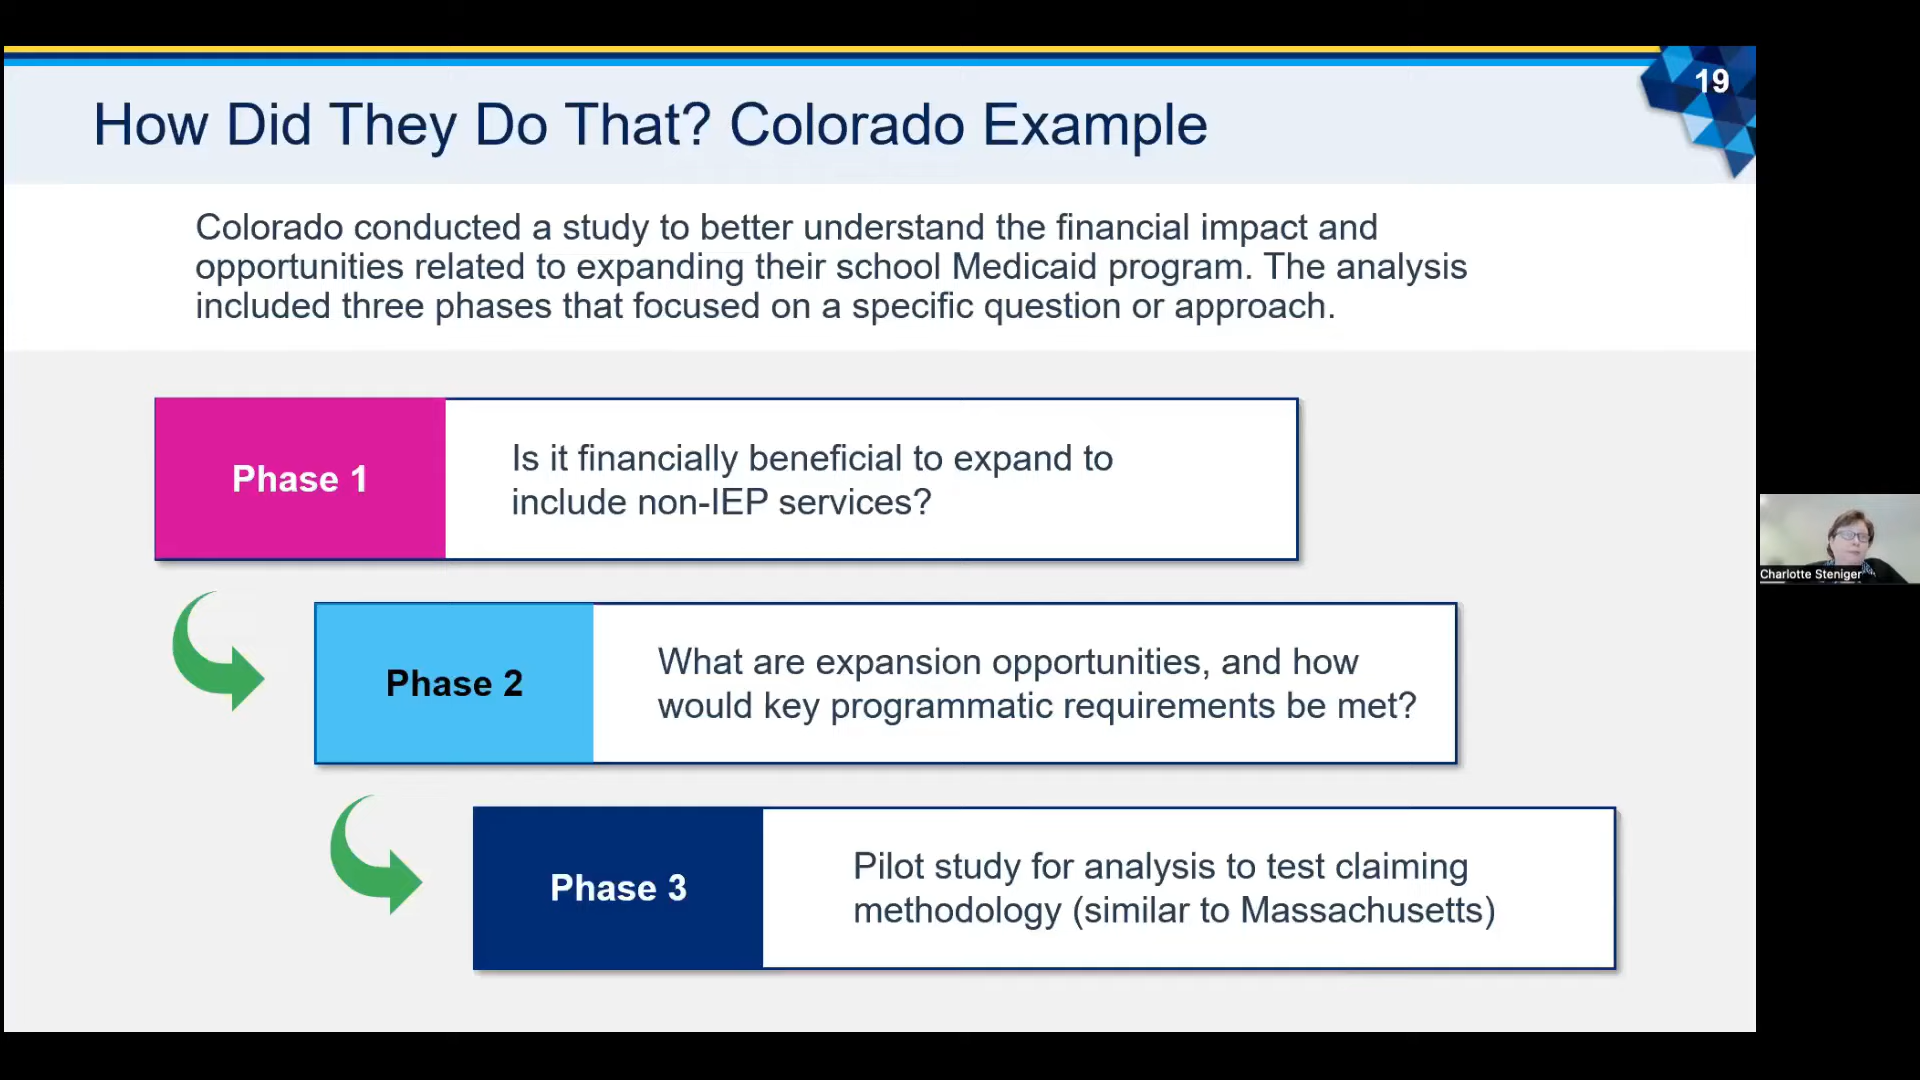 19
How Did They Do That? Colorado Example
Colorado conducted a study to better understand the financial impact and
opportunities related to expanding their school Medicaid program. The analysis
included three phases that focused on a specific question or approach.
Phase 1
Is it financially beneficial to expand to
include non-IEP services?
Phase 2
What are expansion opportunities, and how
would key programmatic requirements be met?
Phase 3
Pilot study for analysis to test claiming
methodology (similar to Massachusetts)
Charlotte Steniger